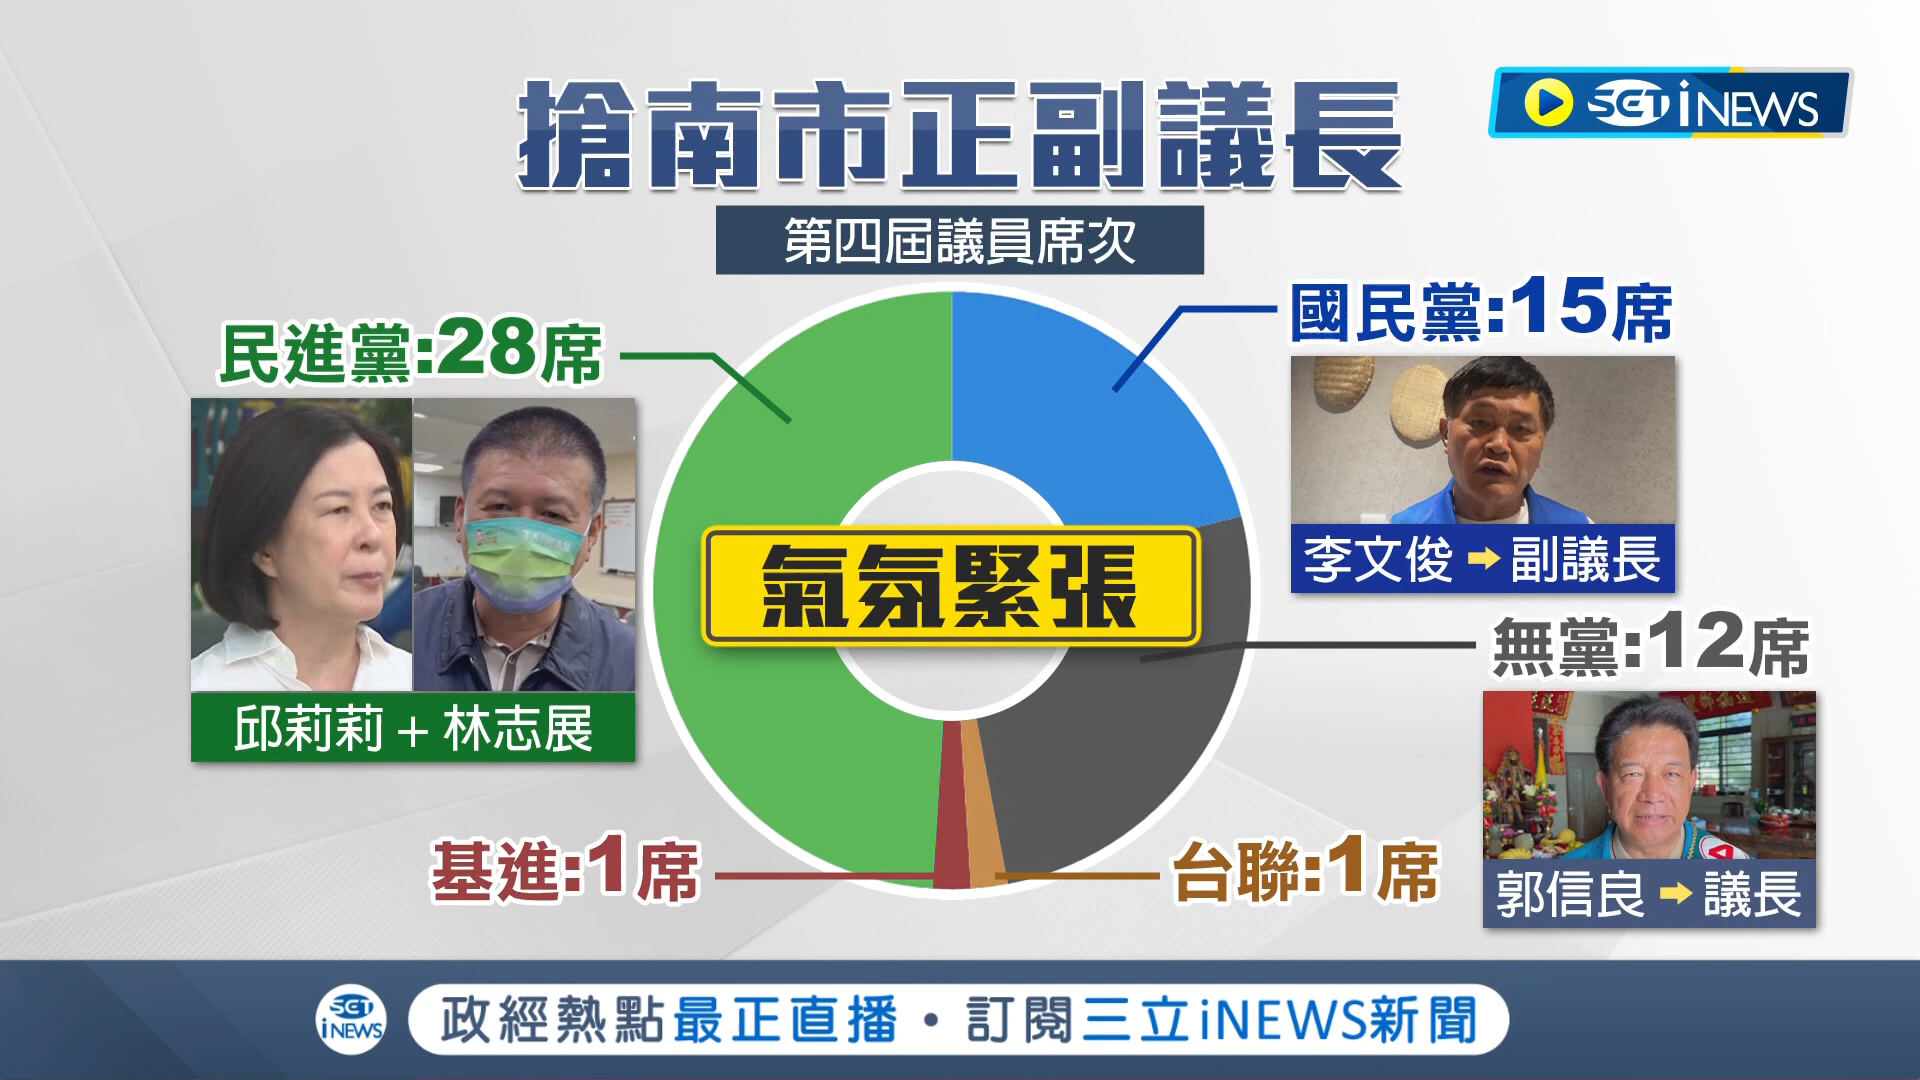 搶南市正副議長
SET iNEWS
第四屆議員席次
民進黨:28席
國民黨:15席
TAIWAN
氣氛緊張
李文俊➡副議長
無黨:12席
邱莉莉+林志展
基進:1席
台聯:1席
郭信良➡議長
SET
iNEWS
政經熱點最正直播・訂閱三立iNEWS新聞